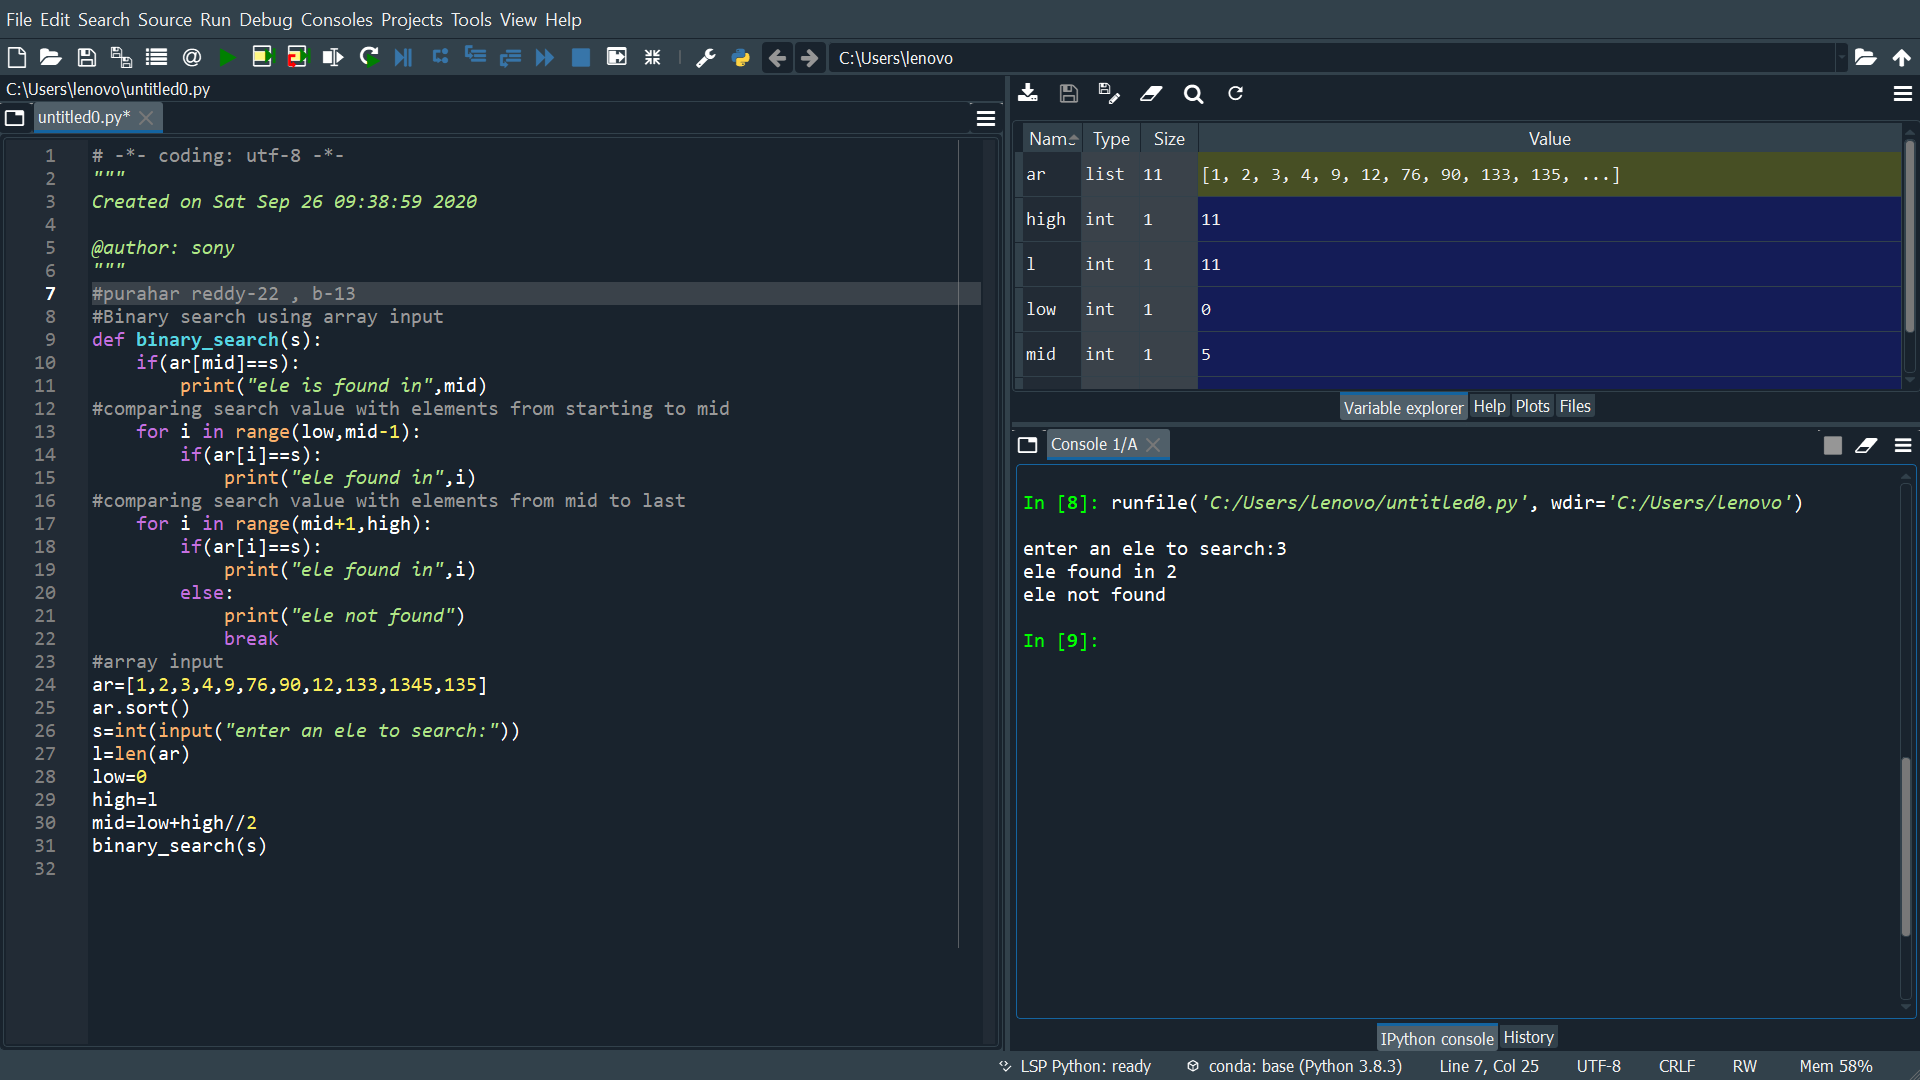 File Edit Search Source Run Debug Consoles Projects Tools View Help
C:\Users\lenovo
C:\Users\lenovo\untitled0.py
untitled0.py*
1 # -*- coding: utf-8 -*-
2 """
3 Created on Sat Sep 26 09:38:59 2020
4
5 @author: sony
6 """
7 #purahar reddy-22 , b-13
8 #Binary search using array input
9 def binary_search(s):
10     if(ar[mid]==s):
11         print("ele is found in",mid)
12 #comparing search value with elements from starting to mid
13     for i in range(low,mid-1):
14         if(ar[i]==s):
15             print("ele found in",i)
16 #comparing search value with elements from mid to last
17     for i in range(mid+1,high):
18         if(ar[i]==s):
19             print("ele found in",i)
20         else:
21             print("ele not found")
22             break
23 #array input
24 ar=[1,2,3,4,9,76,90,12,133,1345,135]
25 ar.sort()
26 s=int(input("enter an ele to search:"))
27 l=len(ar)
28 low=0
29 high=l
30 mid=low+high//2
31 binary_search(s)
32
Type Size Value
ar list 11 [1, 2, 3, 4, 9, 12, 76, 90, 133, 135, ...]
high int 1 11
l int 1 11
low int 1 0
mid int 1 5
Variable explorer Help Plots Files
Console 1/A
In [8]: runfile('C:/Users/lenovo/untitled0.py', wdir='C:/Users/lenovo')
enter an ele to search:3
ele found in 2
ele not found
In [9]:
IPython console History
LSP Python: ready conda: base (Python 3.8.3) Line 7, Col 25 UTF-8 CRLF RW Mem 58%